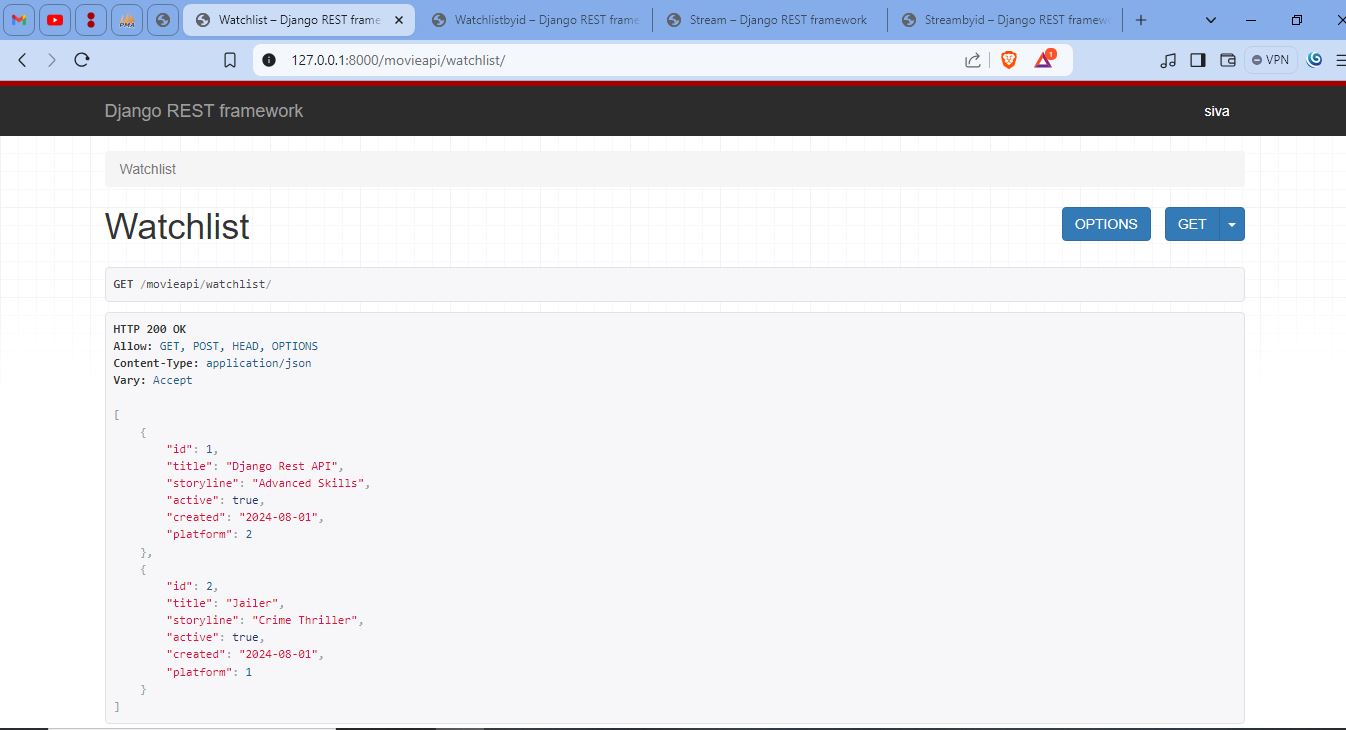 Watchlist – Django REST frame
Watchlistbyid – Django REST frame
Stream – Django REST framework
Streambyid – Django REST framew
127.0.0.1:8000/movieapi/watchlist/
1
VPN
Django REST framework
siva
Watchlist
Watchlist
OPTIONS
GET
GET /movieapi/watchlist/
HTTP 200 OK
Allow: GET, POST, HEAD, OPTIONS
Content-Type: application/json
Vary: Accept
[
    {
        "id": 1,
        "title": "Django Rest API",
        "storyline": "Advanced Skills",
        "active": true,
        "created": "2024-08-01",
        "platform": 2
    },
    {
        "id": 2,
        "title": "Jailer",
        "storyline": "Crime Thriller",
        "active": true,
        "created": "2024-08-01",
        "platform": 1
    }
]